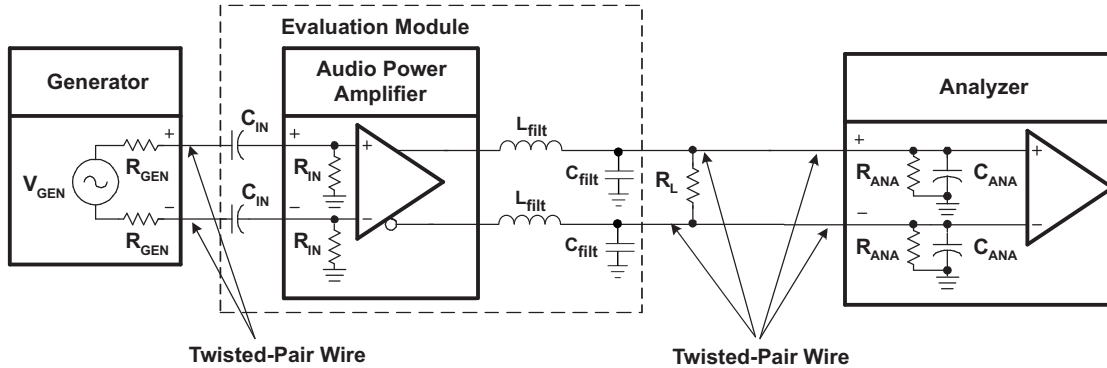 Evaluation Module
Generator
Audio Power
Amplifier
Analyzer
C_IN
L_filt
+
+
+
+
+
R_GEN
R_IN
C_filt
R_L
R_ANA
C_ANA
V_GEN
C_IN
L_filt
−
−
−
−
−
R_GEN
R_IN
C_filt
R_ANA
C_ANA
Twisted-Pair Wire
Twisted-Pair Wire